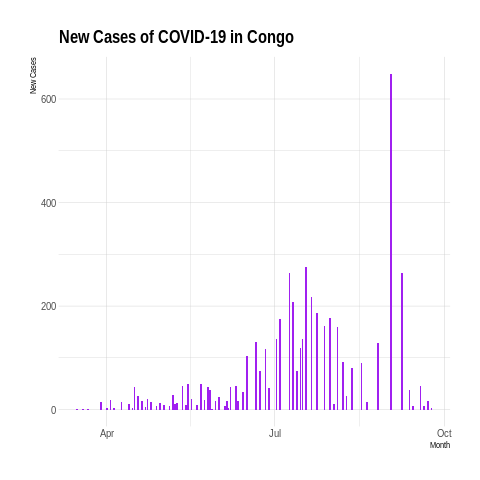 New Cases of COVID-19 in Congo
New Cases
600
400
200
0
Apr
Jul
Oct
Month